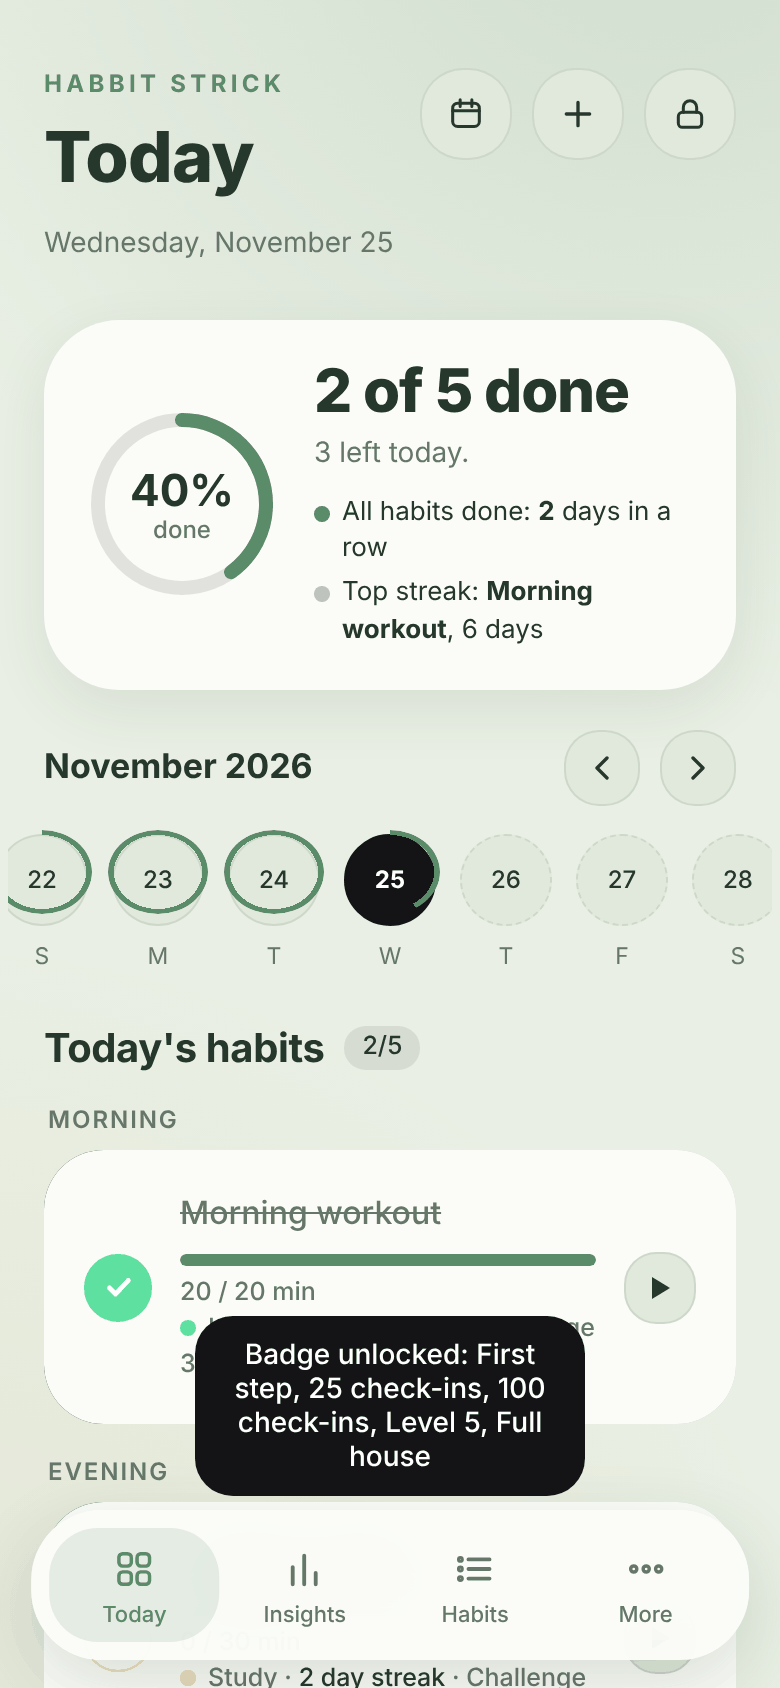 HABBIT STRICK
Today
Wednesday, November 25
40%
done
2 of 5 done
3 left today.
All habits done: 2 days in a
row
Top streak: Morning
workout, 6 days
November 2026
22 23 24 25 26 27 28
S M T W T F S
Today's habits 2/5
MORNING
Morning workout
20 / 20 min
Badge unlocked: First
step, 25 check-ins, 100
check-ins, Level 5, Full
house
EVENING
Today Insights Habits More
/ 30 min
Study · 2 day streak · Challenge